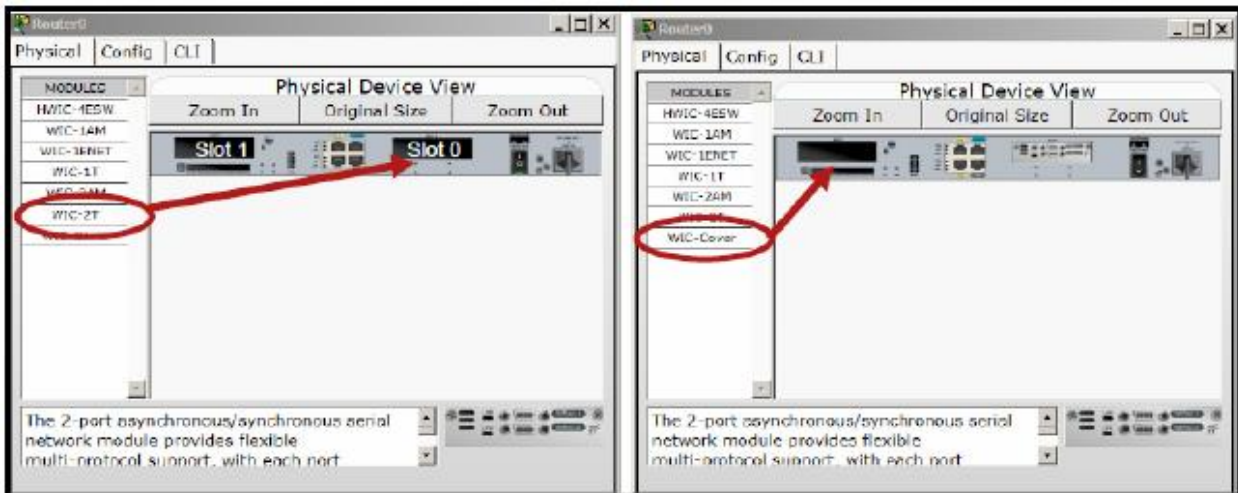 Router0
Physical Config CLI
MODULES
HWIC-4ESW
WIC-1AM
WIC-1ENET
WIC-1T
WIC-2AM
WIC-2T
Physical Device View
Zoom In Original Size Zoom Out
Slot 1 Slot 0
The 2-port asynchronous/synchronous serial
network module provides flexible
multi-protocol support, with each port
Router0
Physical Config CLI
MODULES
HWIC-4ESW
WIC-1AM
WIC-1ENET
WIC-1T
WIC-2AM
WIC-Cover
Physical Device View
Zoom In Original Size Zoom Out
The 2-port asynchronous/synchronous serial
network module provides flexible
multi-protocol support, with each port